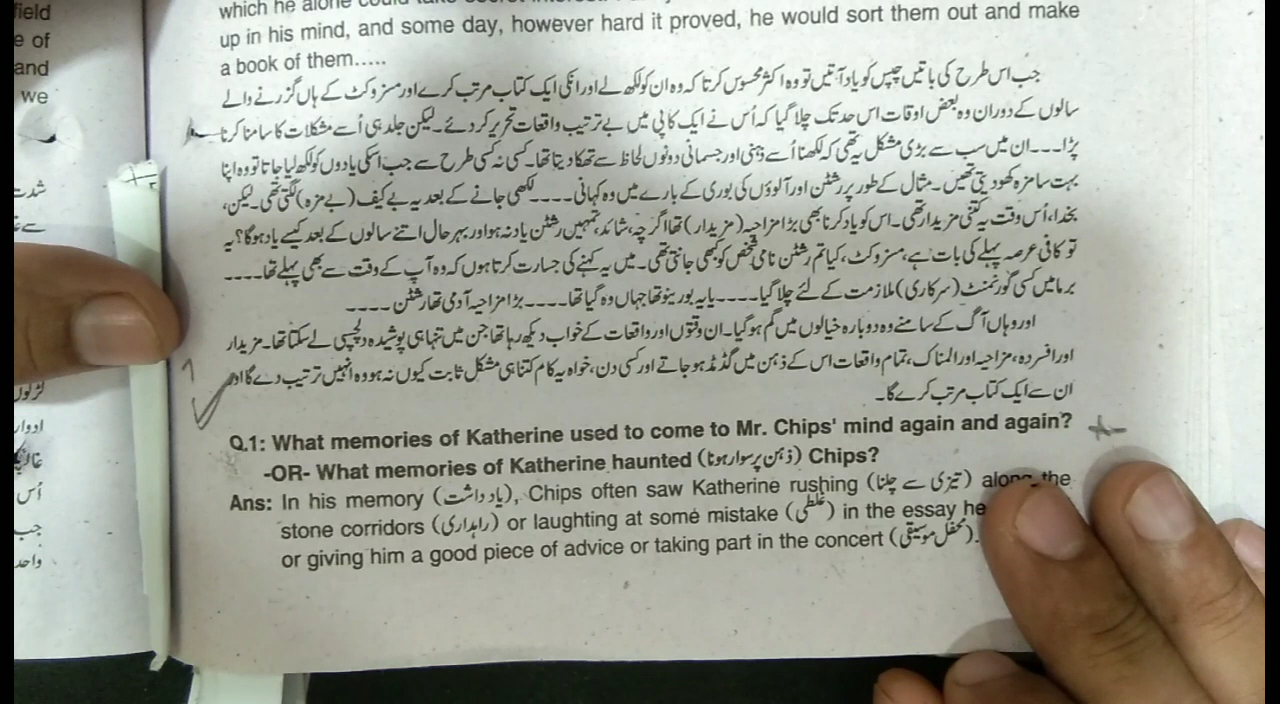 field
e of
and
we
up in his mind, and some day, however hard it proved, he would sort them out and make
a book of them.....
جب اس طرح کی باتیں چپس کو یاد آتیں تو وہ اکثر محسوس کرتا کہ وہ ان کو لکھ لے اور انکی ایک کتاب مرتب کرے اور مسز وکٹ کے ہاں گزرنے والے
سالوں کے دوران وہ بعض اوقات اس حد تک چلا گیا کہ اُس نے ایک کاپی میں بے ترتیب واقعات تحریر کر دئے۔ لیکن جلد ہی اُسے مشکلات کا سامنا کرنا
پڑا۔۔۔ ان میں سب سے بڑی مشکل یہ تھی کہ لکھنا اُسے ذہنی اور جسمانی دونوں لحاظ سے تھکا دیتا تھا۔ کسی نہ کسی طرح سے جب اسکی یادوں کو لکھ لیا جاتا تو وہ اپنا
بہت سا مزہ کھو دیتی تھیں۔ مثال کے طور پر رشٹن اور آلوؤں کی بوری کے بارے میں وہ کہانی۔۔۔۔ لکھی جانے کے بعد یہ بے کیف (بے مزہ) لگتی تھی۔ لیکن،
بخدا، اُس وقت یہ کتنی مزیدار تھی۔ اس کو یاد کرنا بھی بڑا مزاحیہ (مزیدار) تھا اگرچہ، شائد، تمہیں رشٹن یاد نہ ہو اور بہر حال اتنے سالوں کے بعد کیسے یاد ہوگا؟ یہ
تو کافی عرصہ پہلے کی بات ہے، مسز وکٹ، کیا تم رشٹن نامی شخص کو کبھی جانتی تھی۔ میں یہ کہنے کی جسارت کرتا ہوں کہ وہ آپ کے وقت سے بھی پہلے تھا۔۔۔۔
برما میں کسی گورنمنٹ (سرکاری) ملازمت کے لئے چلا گیا۔۔۔۔ یا یہ بورینو تھا جہاں وہ گیا تھا۔۔۔۔ بڑا مزاحیہ آدمی تھا رشٹن۔۔۔۔
اور وہاں آگ کے سامنے وہ دوبارہ خیالوں میں گم ہو گیا۔ ان وقتوں اور واقعات کے خواب دیکھ رہا تھا جن میں تنہا ہی پوشیدہ دلچسپی لے سکتا تھا۔ مزیدار
اور افسردہ، مزاحیہ اور المناک، تمام واقعات اس کے ذہن میں گڈمڈ ہو جاتے اور کسی دن، خواہ یہ کام کتنا ہی مشکل ثابت کیوں نہ ہو وہ انہیں ترتیب دے گا اور
ان سے ایک کتاب مرتب کرے گا۔
Q.1: What memories of Katherine used to come to Mr. Chips' mind again and again?
-OR- What memories of Katherine haunted (ذہن پر سوار ہونا) Chips?
Ans: In his memory (یاد داشت), Chips often saw Katherine rushing (تیزی سے چلنا) along the
stone corridors (راہداری) or laughting at some mistake (غلطی) in the essay he
or giving him a good piece of advice or taking part in the concert (محفل موسیقی).